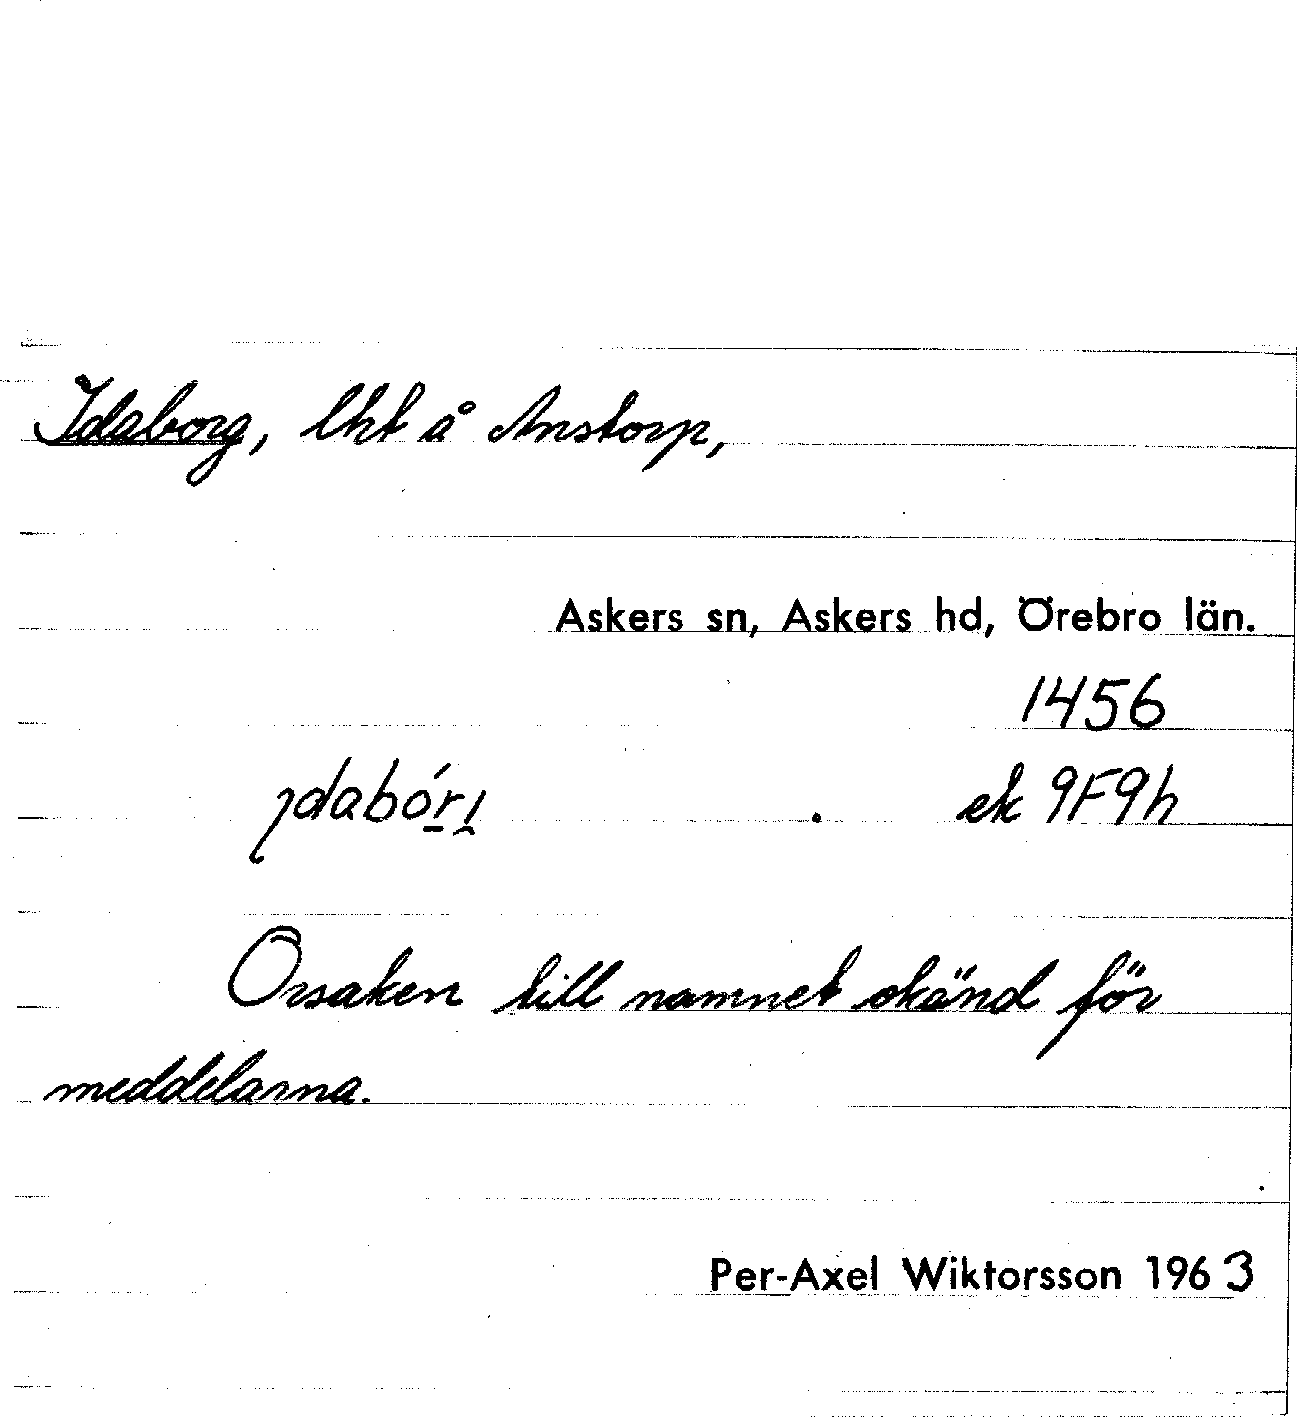 Idaborg, lht å Anstorp,
Askers sn, Askers hd, Örebro län.
1456
ek 9F9h
Orsaken till namnet okänd för
meddelarna.
Per-Axel Wiktorsson 1963